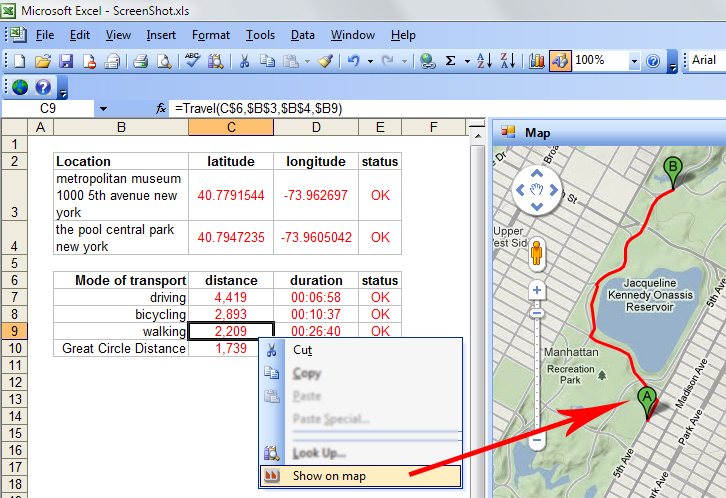 Microsoft Excel - ScreenShot.xls
File Edit View Insert Format Tools Data Window Help
100% Arial
C9 fx =Travel(C$6,$B$3,$B$4,$B9)
A B C D E F
1
2 Location latitude longitude status
metropolitan museum
1000 5th avenue new
york
3 40.7791544 -73.962697 OK
the pool central park
new york
4 40.7947235 -73.9605042 OK
5
6 Mode of transport distance duration status
7 driving 4,419 00:06:58 OK
8 bicycling 2,893 00:10:37 OK
9 walking 2,209 00:26:40 OK
10 Great Circle Distance 1,739
11
12
13
14
15
16
17
18
Cut
Copy
Paste
Paste Special...
Look Up...
Show on map
Map
B
Dr
Broa
St
Upper
West Side
Jacqueline
Kennedy Onassis
Reservoir
5th Ave
Manhattan
Recreation
Park
A
Madison Ave
Park Ave
5th Ave